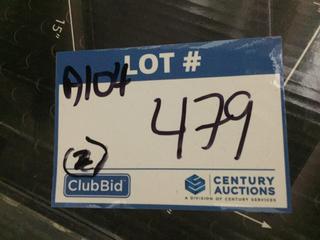 15"
LOT #
A104
479
(2)
ClubBid
CENTURY
AUCTIONS
A DIVISION OF CENTURY SERVICES